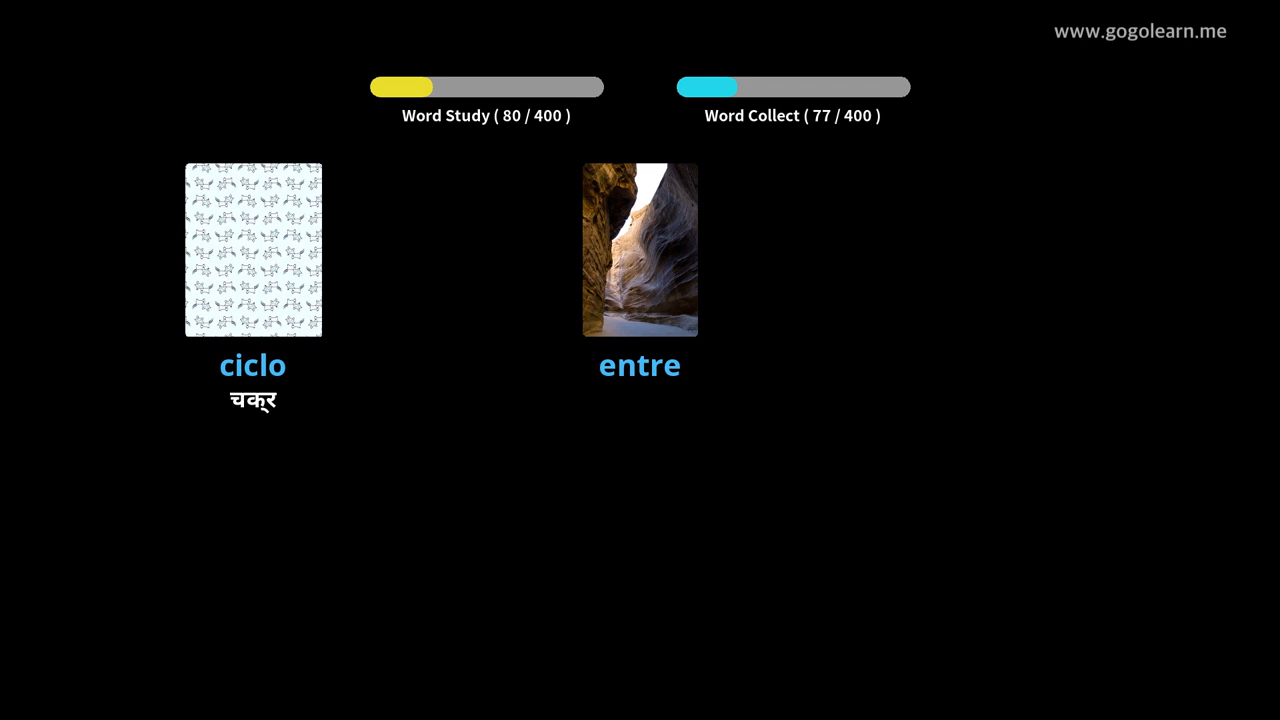 www.gogolearn.me
Word Study ( 80 / 400 )
Word Collect ( 77 / 400 )
ciclo
चक्र
entre